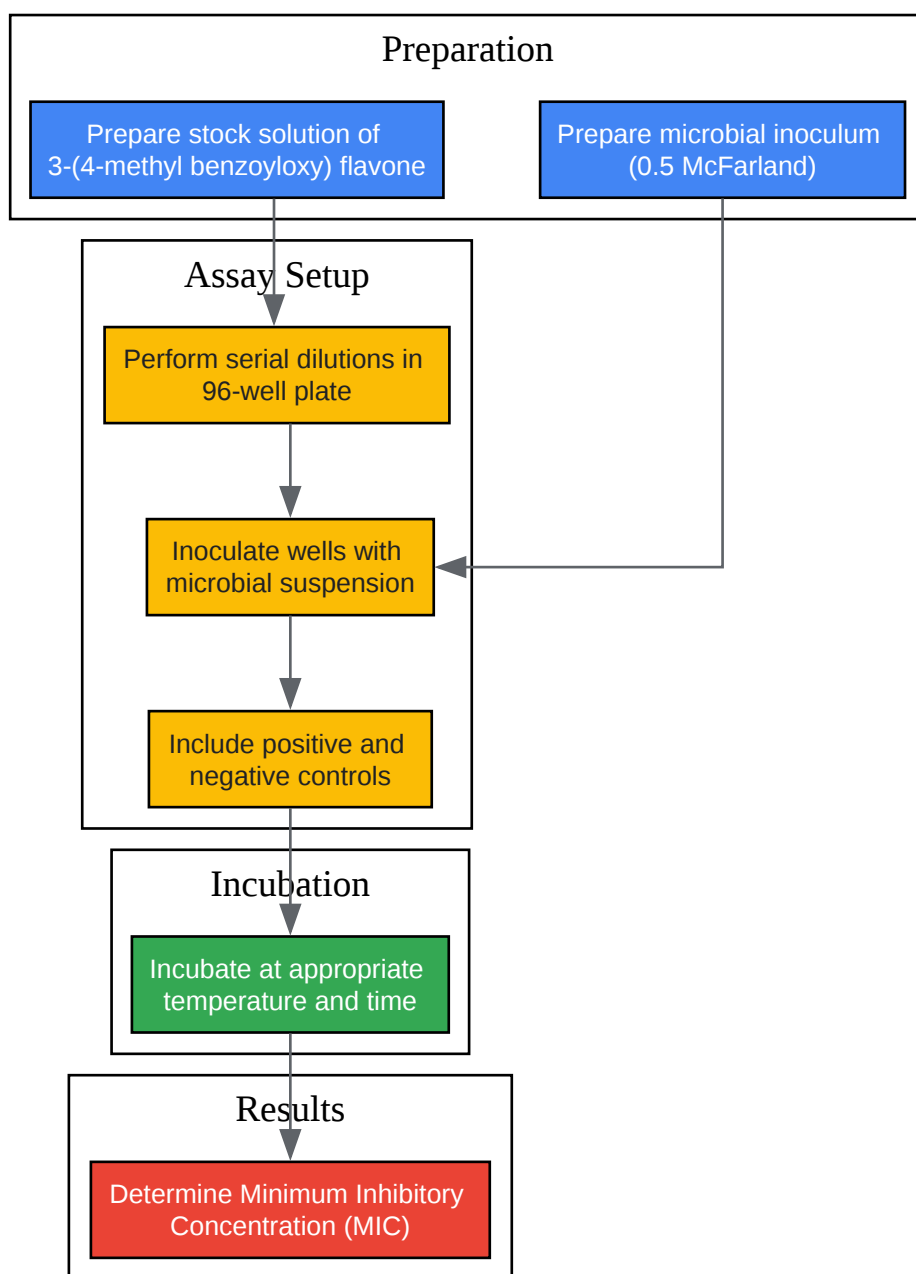 Preparation
Prepare stock solution of
3-(4-methyl benzoyloxy) flavone
Prepare microbial inoculum
(0.5 McFarland)
Assay Setup
Perform serial dilutions in
96-well plate
Inoculate wells with
microbial suspension
Include positive and
negative controls
Incubation
Incubate at appropriate
temperature and time
Results
Determine Minimum Inhibitory
Concentration (MIC)